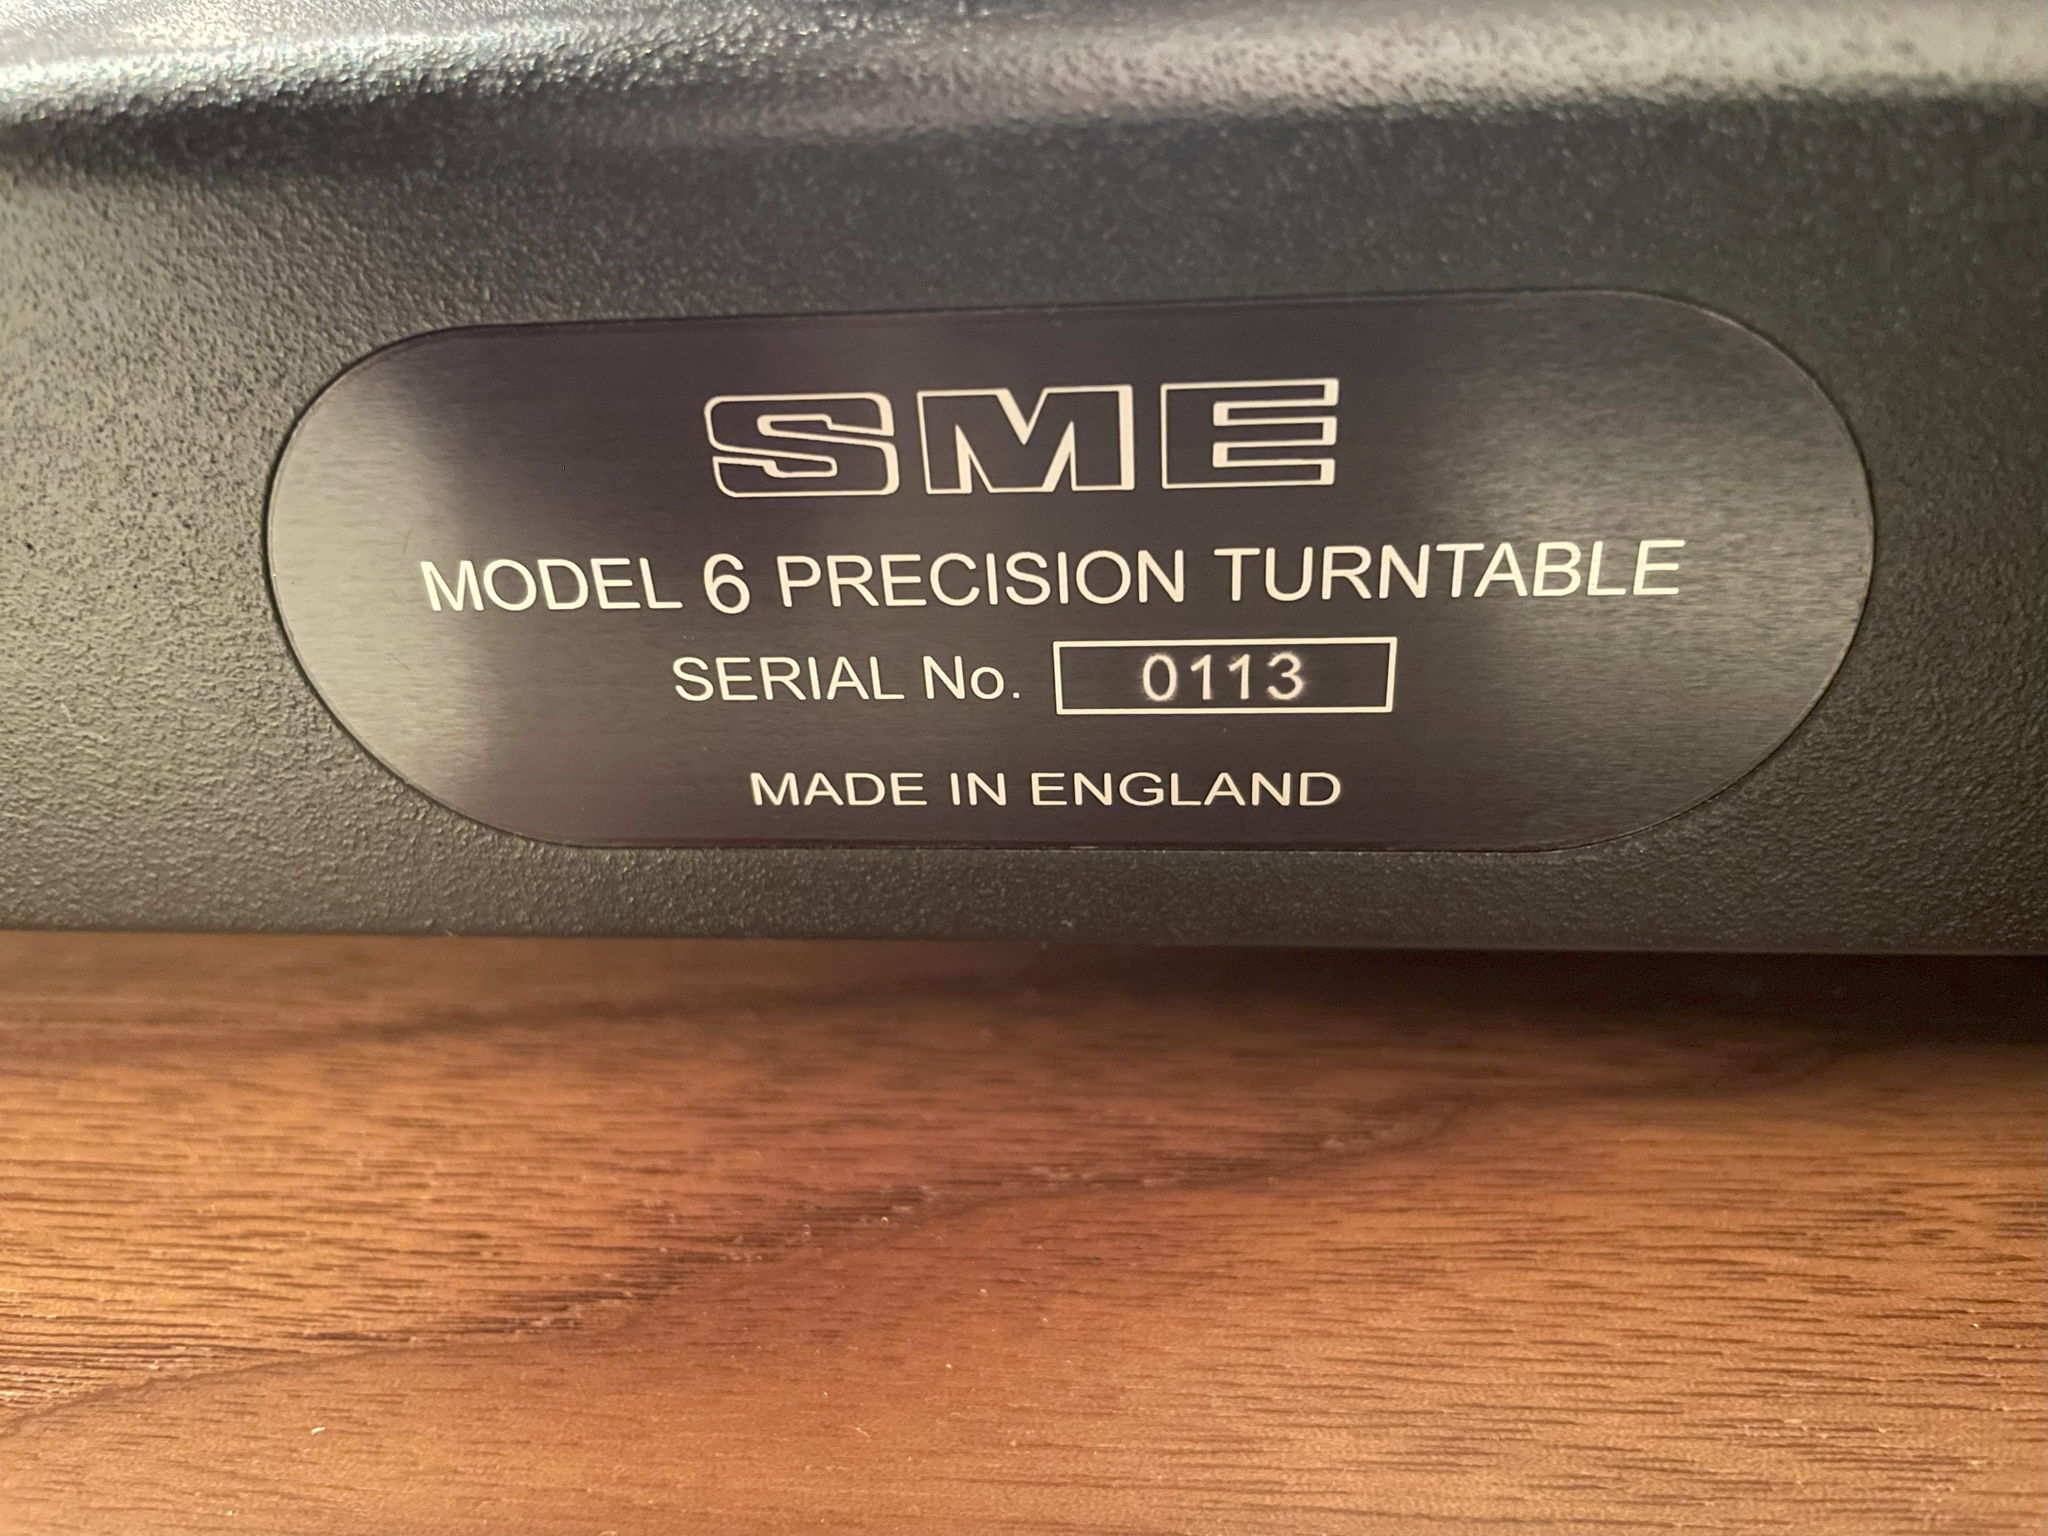 SME
MODEL 6 PRECISION TURNTABLE
SERIAL No. 0113
MADE IN ENGLAND